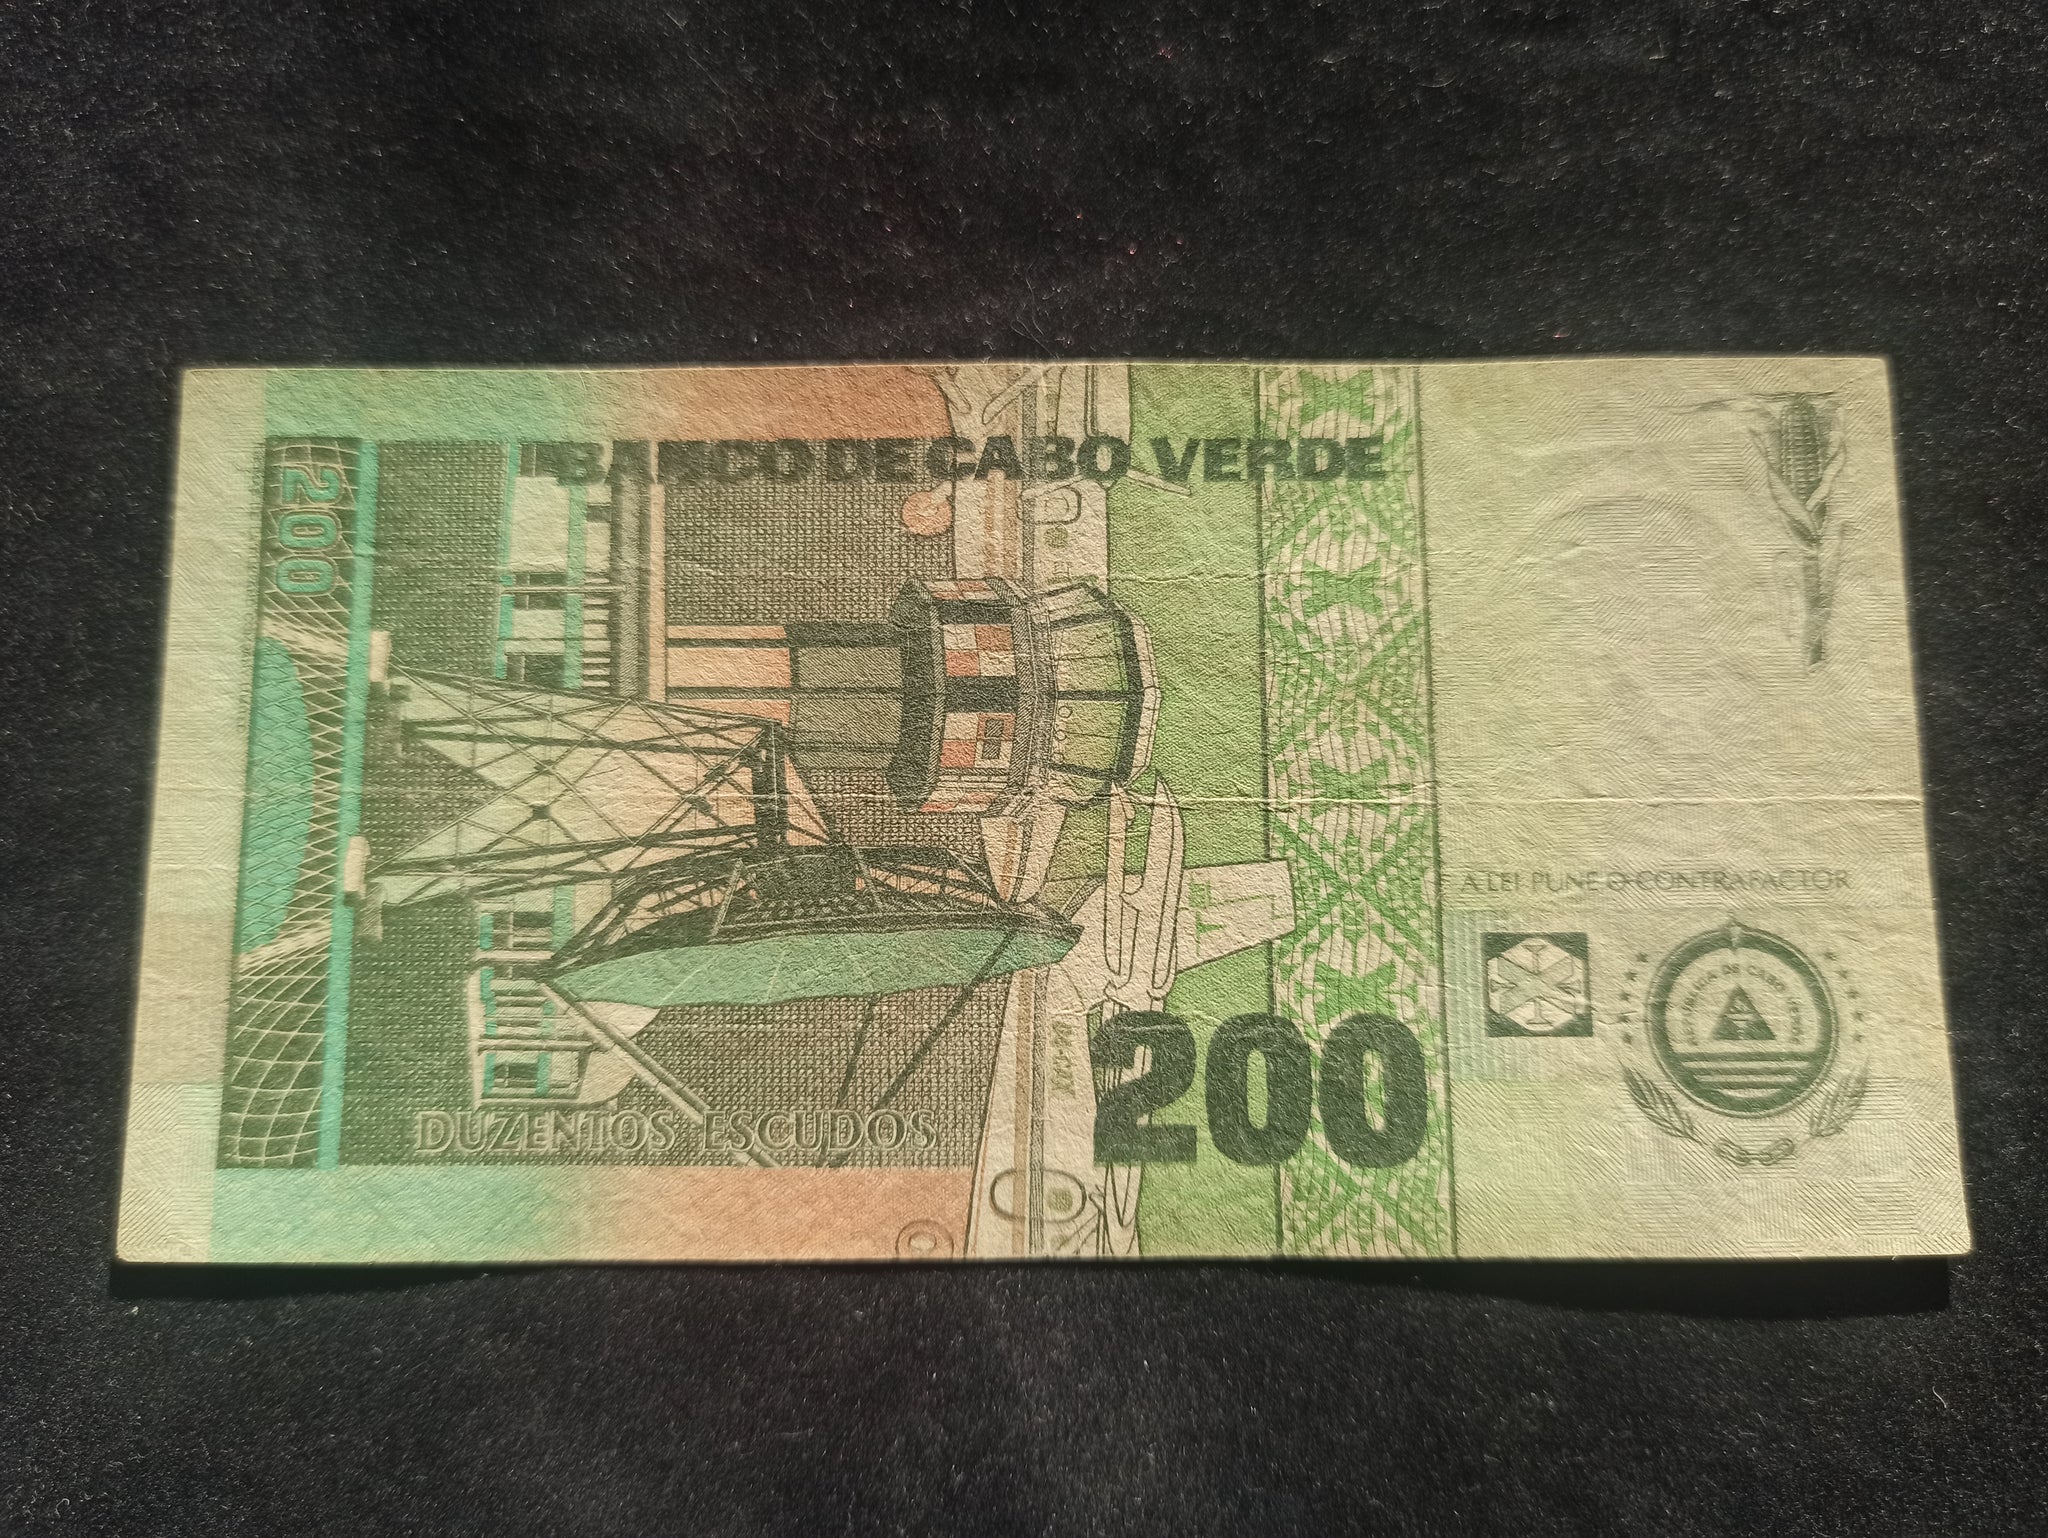 BANCO DE CABO VERDE
200
A LEI PUNE O CONTRAFACTOR
200
DUZENTOS ESCUDOS